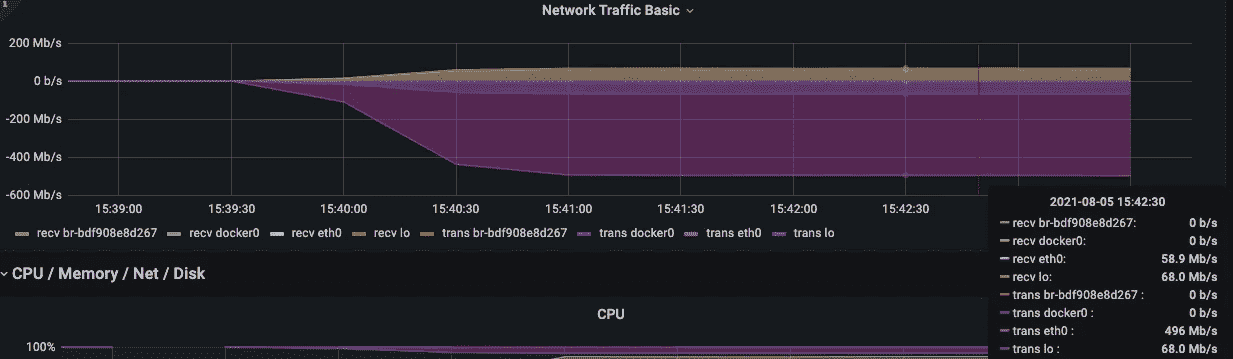 i
Network Traffic Basic
200 Mb/s
0 b/s
-200 Mb/s
-400 Mb/s
-600 Mb/s
15:39:00 15:39:30 15:40:00 15:40:30 15:41:00 15:41:30 15:42:00 15:42:30
recv br-bdf908e8d267 recv docker0 recv eth0 recv lo trans br-bdf908e8d267 trans docker0 trans eth0 trans lo
2021-08-05 15:42:30
recv br-bdf908e8d267: 0 b/s
recv docker0: 0 b/s
recv eth0: 58.9 Mb/s
recv lo: 68.0 Mb/s
trans br-bdf908e8d267 : 0 b/s
trans docker0 : 0 b/s
trans eth0 : 496 Mb/s
trans lo : 68.0 Mb/s
CPU / Memory / Net / Disk
CPU
100%